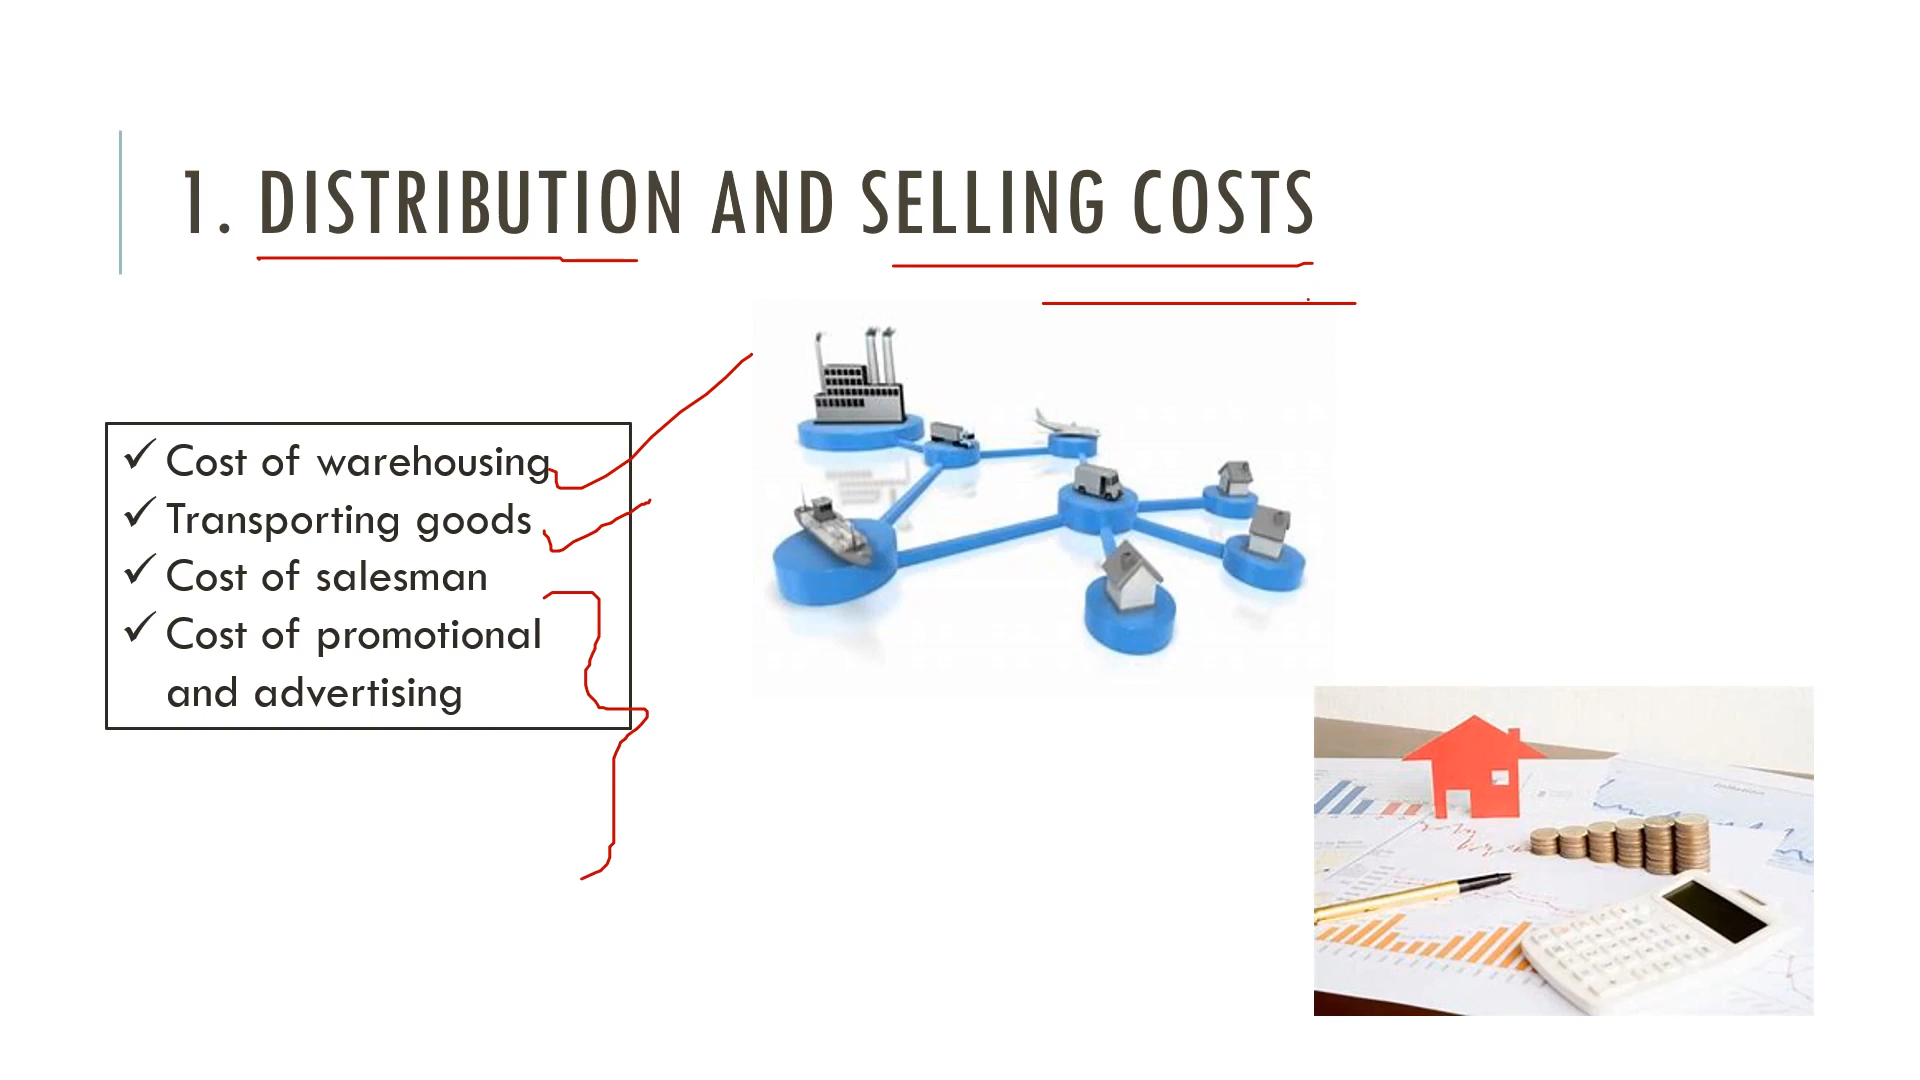 1. DISTRIBUTION AND SELLING COSTS
✓ Cost of warehousing
✓ Transporting goods
✓ Cost of salesman
✓ Cost of promotional
and advertising